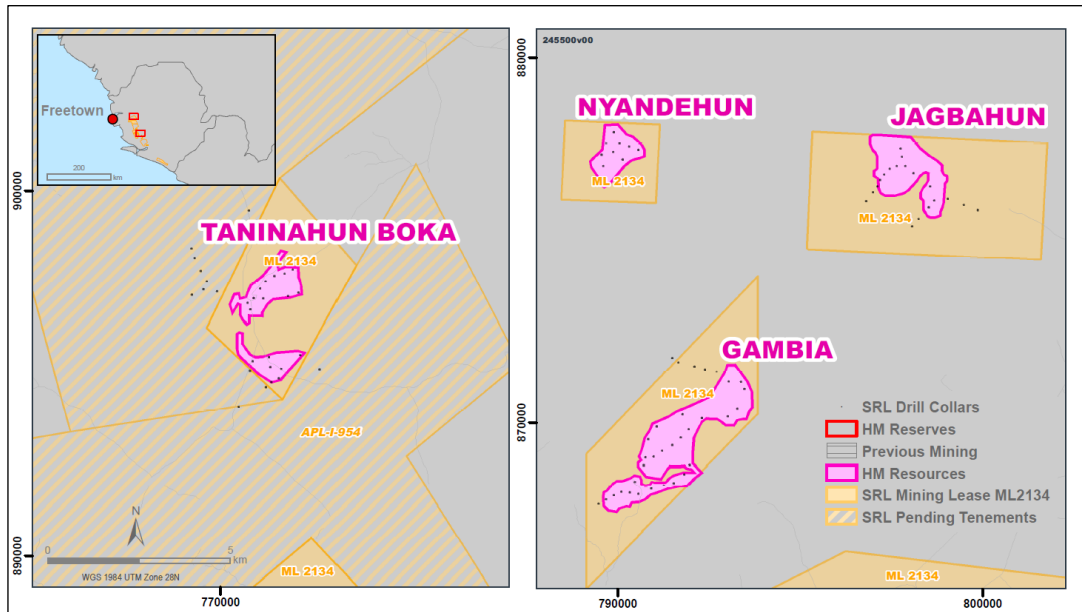 Freetown
200
km
900000
TANINAHUN BOKA
ML 2134
APL-I-954
N
0
5
km
WGS 1984 UTM Zone 28N
ML 2134
890000
770000
245500v00
880000
NYANDEHUN
ML 2134
JAGBAHUN
ML 2134
GAMBIA
ML 2134
870000
SRL Drill Collars
HM Reserves
Previous Mining
HM Resources
SRL Mining Lease ML2134
SRL Pending Tenements
ML 2134
790000
800000